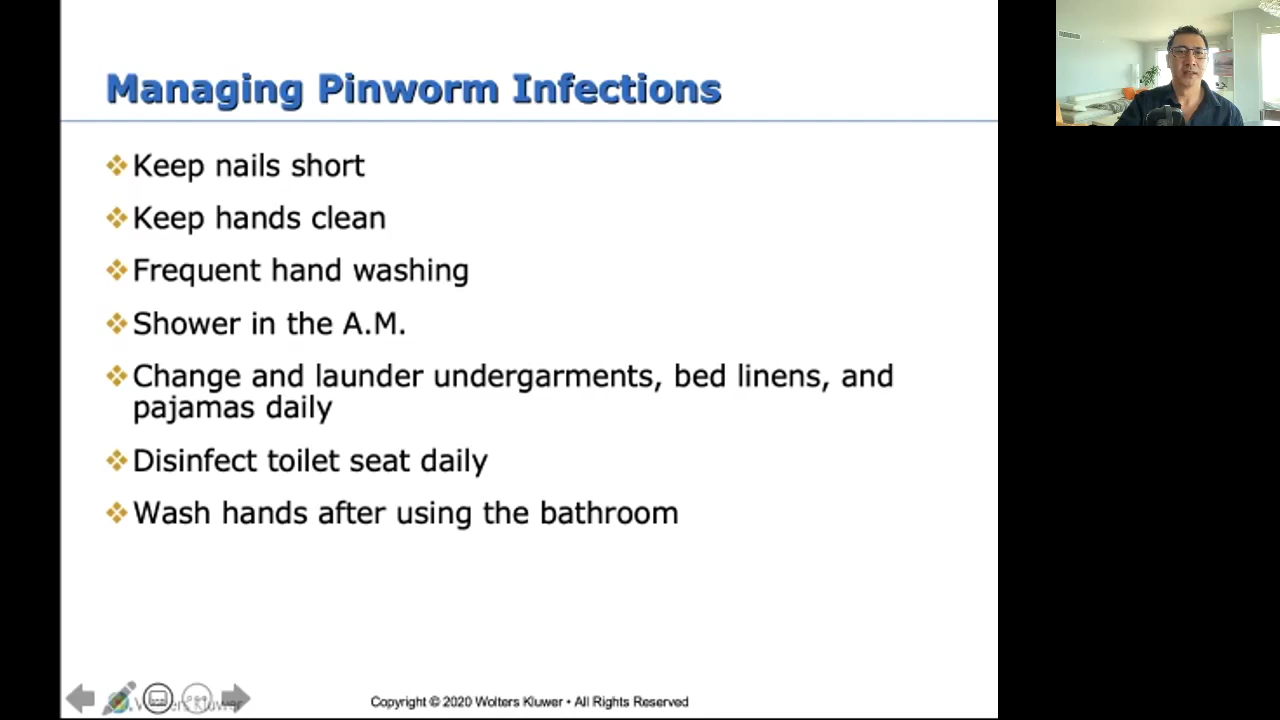 Managing Pinworm Infections
Keep nails short
Keep hands clean
Frequent hand washing
Shower in the A.M.
Change and launder undergarments, bed linens, and
pajamas daily
Disinfect toilet seat daily
Wash hands after using the bathroom
Wolters Kluwer
Copyright © 2020 Wolters Kluwer • All Rights Reserved